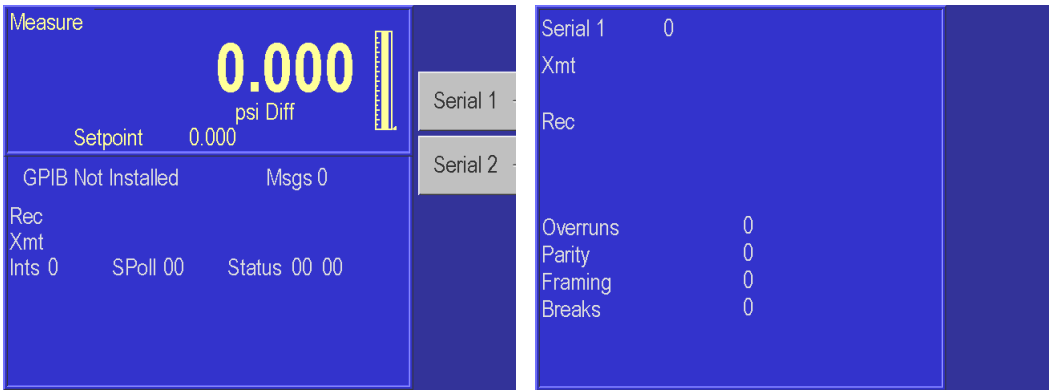 Measure
0.000
psi Diff
Setpoint 0.000
Serial 1
Serial 2
GPIB Not Installed Msgs 0
Rec
Xmt
Ints 0 SPoll 00 Status 00 00
Serial 1 0
Xmt
Rec
Overruns 0
Parity 0
Framing 0
Breaks 0